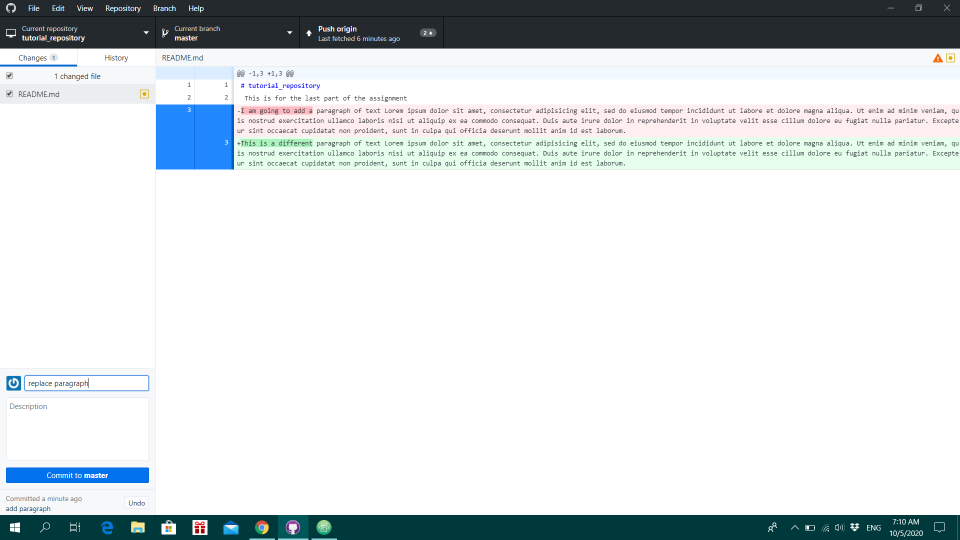 File Edit View Repository Branch Help
Current repository
tutorial_repository
Current branch
master
Push origin
Last fetched 6 minutes ago
2
Changes 1
History
README.md
1 changed file
README.md
@@ -1,3 +1,3 @@
1 1 # tutorial_repository
2 2 This is for the last part of the assignment
3 -I am going to add a paragraph of text Lorem ipsum dolor sit amet, consectetur adipisicing elit, sed do eiusmod tempor incididunt ut labore et dolore magna aliqua. Ut enim ad minim veniam, qu
is nostrud exercitation ullamco laboris nisi ut aliquip ex ea commodo consequat. Duis aute irure dolor in reprehenderit in voluptate velit esse cillum dolore eu fugiat nulla pariatur. Excepte
ur sint occaecat cupidatat non proident, sunt in culpa qui officia deserunt mollit anim id est laborum.
3 +This is a different paragraph of text Lorem ipsum dolor sit amet, consectetur adipisicing elit, sed do eiusmod tempor incididunt ut labore et dolore magna aliqua. Ut enim ad minim veniam, qu
is nostrud exercitation ullamco laboris nisi ut aliquip ex ea commodo consequat. Duis aute irure dolor in reprehenderit in voluptate velit esse cillum dolore eu fugiat nulla pariatur. Excepte
ur sint occaecat cupidatat non proident, sunt in culpa qui officia deserunt mollit anim id est laborum.
replace paragraph
Description
Commit to master
Committed a minute ago
add paragraph
Undo
ENG
7:10 AM
10/5/2020